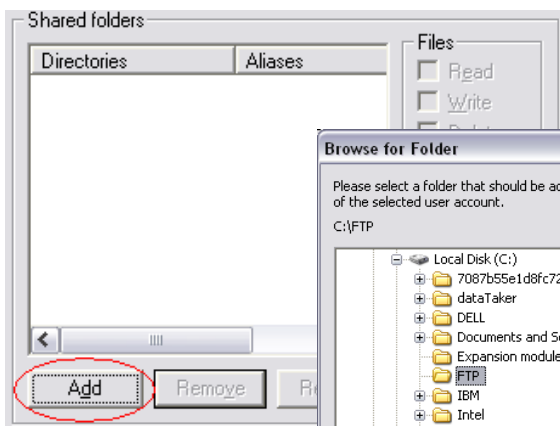 Shared folders
Directories Aliases
Files
Read
Write
Browse for Folder
Please select a folder that should be
of the selected user account.
C:\FTP
Local Disk (C:)
7087b55e1d8fc72
dataTaker
DELL
Documents and
Expansion module
FTP
IBM
Intel
Add Remove